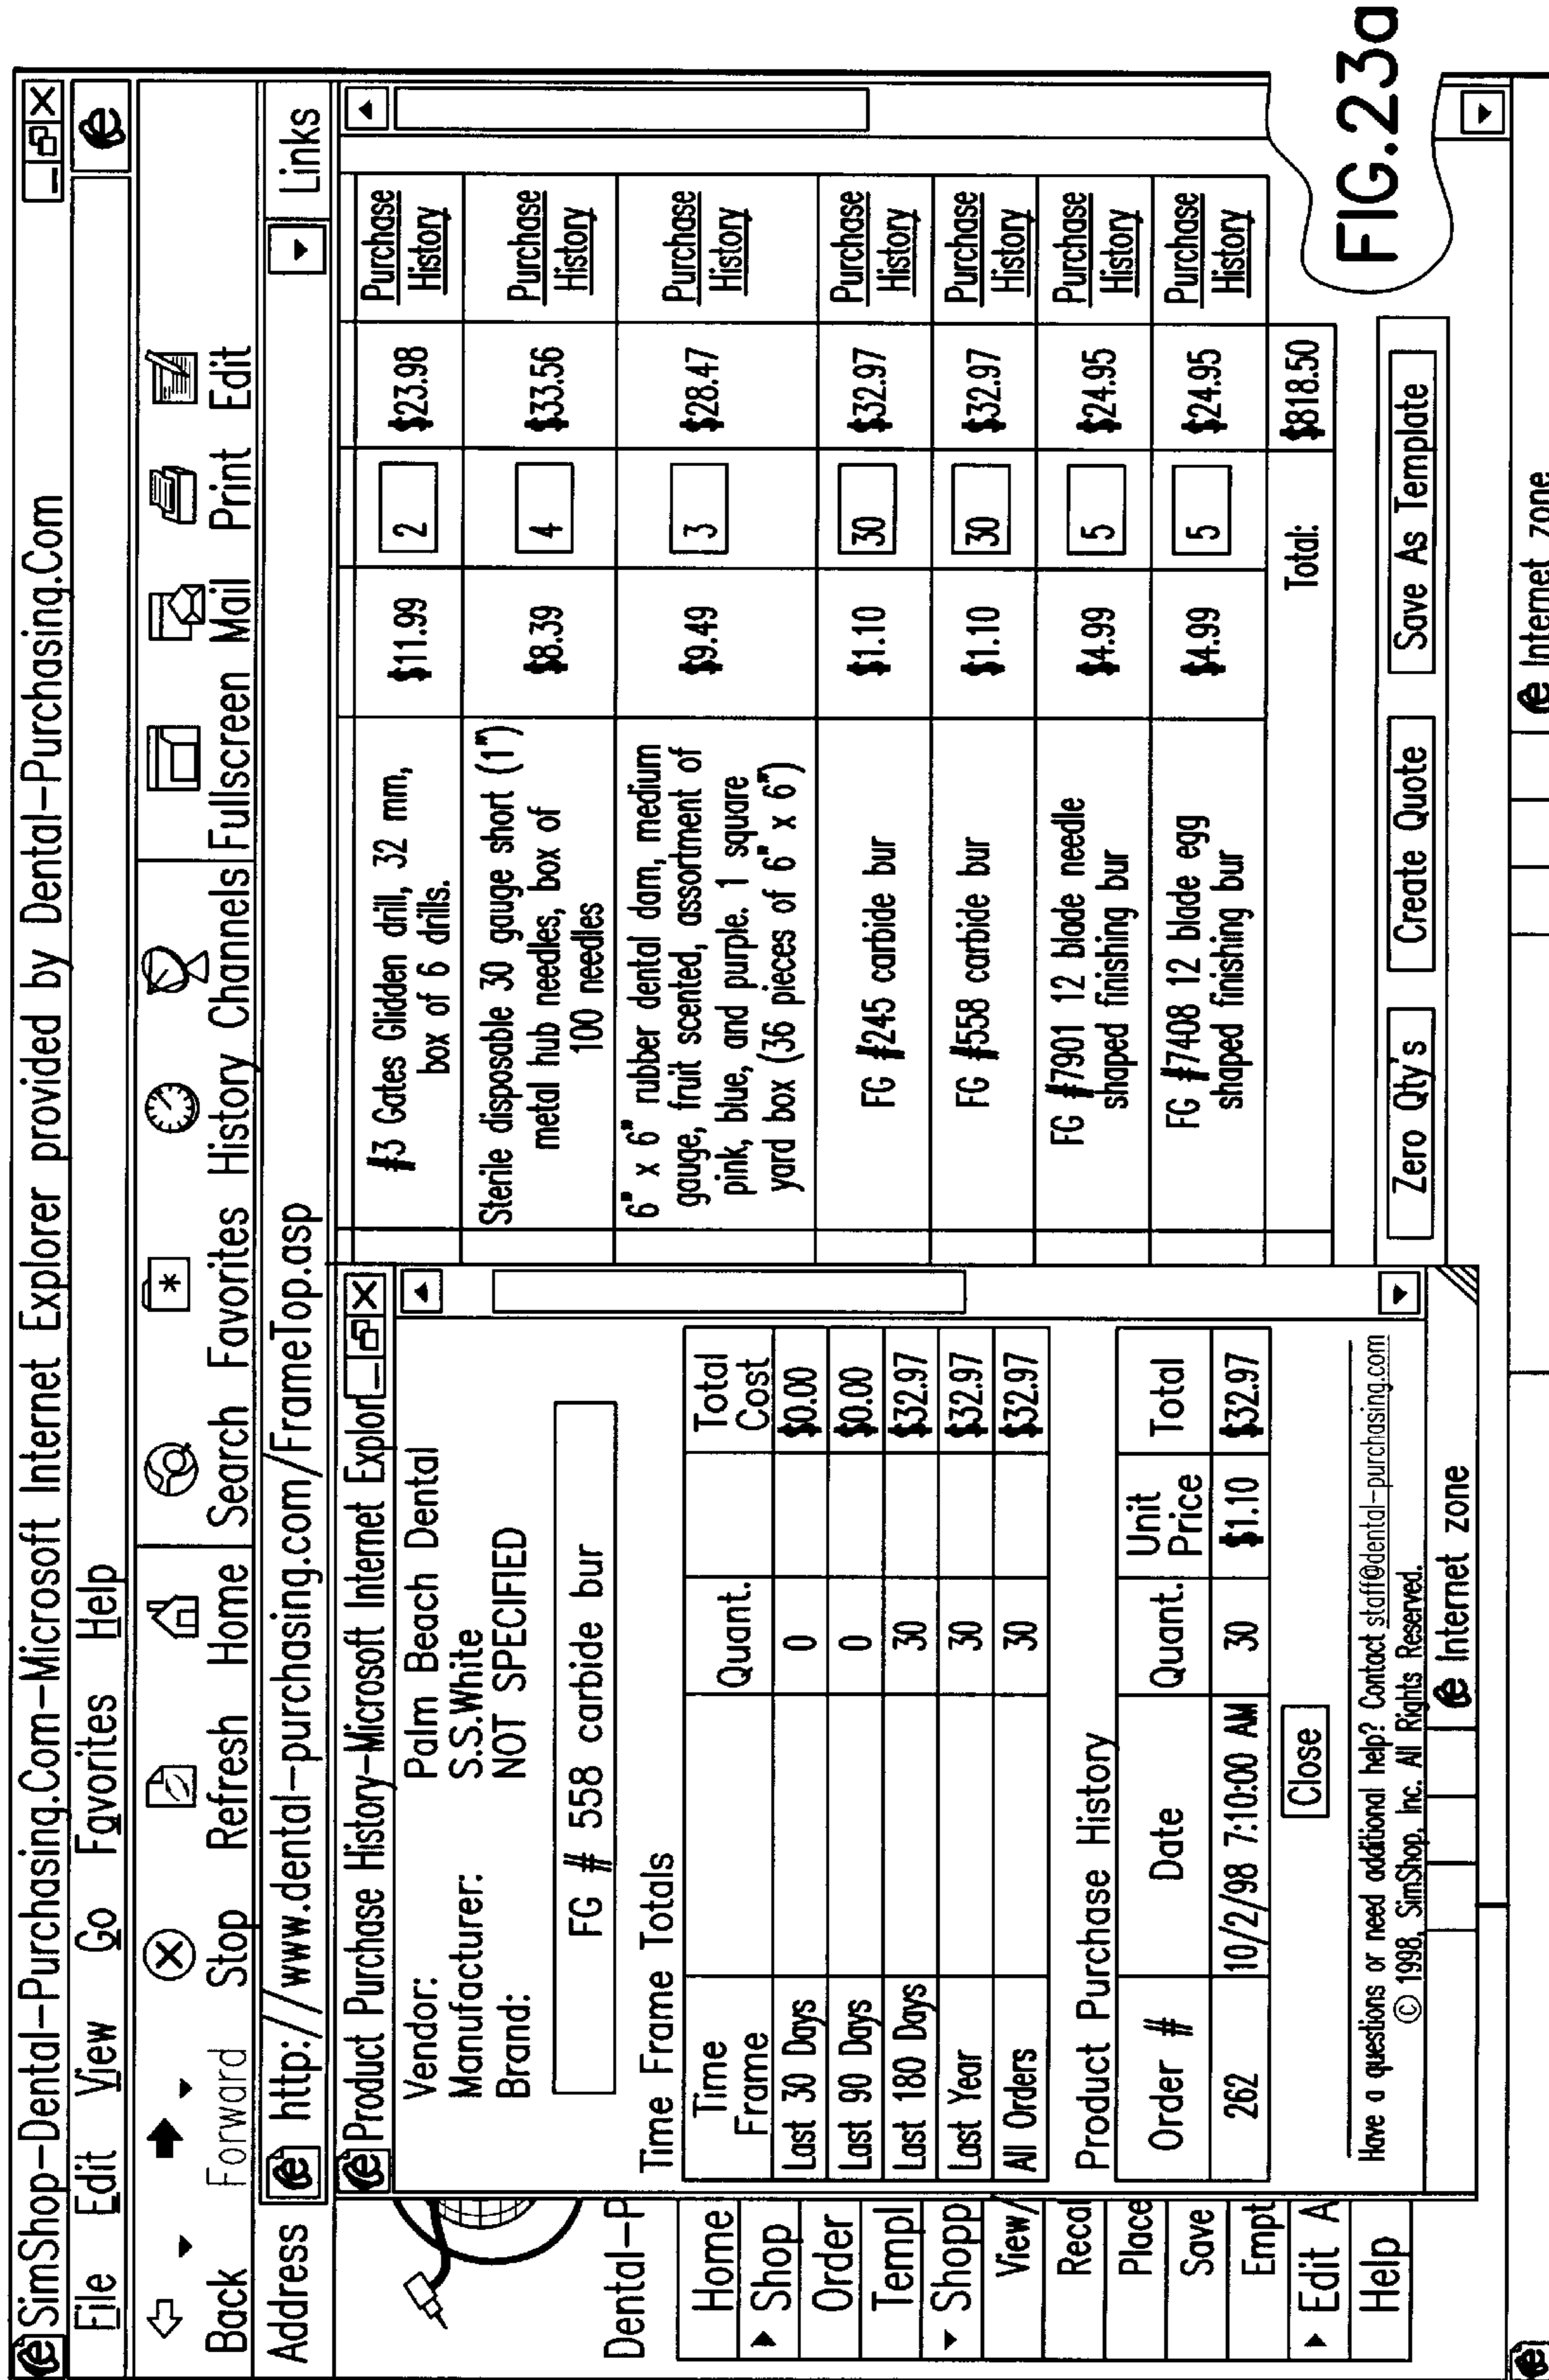 SimShop-Dental-Purchasing.Com-Microsoft Internet Explorer provided by Dental-Purchasing.Com
File Edit View Go Favorites Help
Back Forward Stop Refresh Home Search Favorites History Channels Fullscreen Mail Print Edit
Address http://www.dental-purchasing.com/FrameTop.asp Links
Dental-P
Home
Shop
Order
Templ
Shopp
View/
Recal
Place
Save
Empt
Edit A
Help
Product Purchase History-Microsoft Internet Explor
Vendor: Palm Beach Dental
Manufacturer: S.S.White
Brand: NOT SPECIFIED
FG # 558 carbide bur
Time Frame Totals
Time Frame Quant. Total Cost
Last 30 Days 0 $0.00
Last 90 Days 0 $0.00
Last 180 Days 30 $32.97
Last Year 30 $32.97
All Orders 30 $32.97
Product Purchase History
Order # Date Quant. Unit Price Total
262 10/2/98 7:10:00 AM 30 $1.10 $32.97
Close
Have a questions or need additional help? Contact staff@dental-purchasing.com
© 1998, SimShop, Inc. All Rights Reserved.
Internet zone
#3 Gates Glidden drill, 32 mm,
box of 6 drills. $11.99 2 $23.98 Purchase History
Sterile disposable 30 gauge short (1")
metal hub needles, box of
100 needles $8.39 4 $33.56 Purchase History
6" x 6" rubber dental dam, medium
gauge, fruit scented, assortment of
pink, blue, and purple. 1 square
yard box (36 pieces of 6" x 6") $9.49 3 $28.47 Purchase History
FG #245 carbide bur $1.10 30 $32.97 Purchase History
FG #558 carbide bur $1.10 30 $32.97 Purchase History
FG #7901 12 blade needle
shaped finishing bur $4.99 5 $24.95 Purchase History
FG #7408 12 blade egg
shaped finishing bur $4.99 5 $24.95 Purchase History
Total: $818.50
Zero Qty's Create Quote Save As Template
Internet zone
FIG.23a